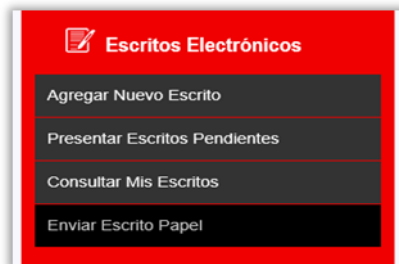 Escritos Electrónicos
Agregar Nuevo Escrito
Presentar Escritos Pendientes
Consultar Mis Escritos
Enviar Escrito Papel